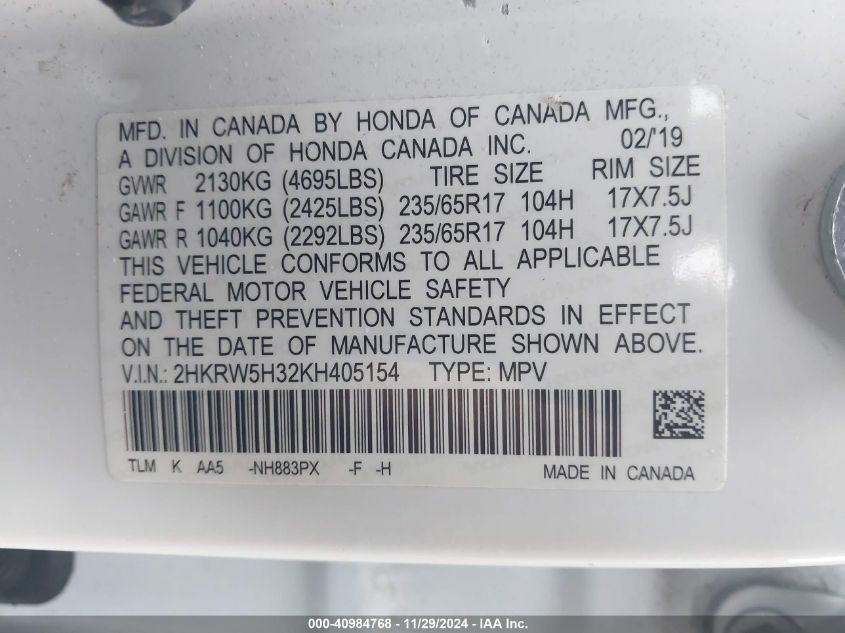 MFD. IN CANADA BY HONDA OF CANADA MFG.,
A DIVISION OF HONDA CANADA INC. 02/'19
GVWR 2130KG (4695LBS) TIRE SIZE RIM SIZE
GAWR F 1100KG (2425LBS) 235/65R17 104H 17X7.5J
GAWR R 1040KG (2292LBS) 235/65R17 104H 17X7.5J
THIS VEHICLE CONFORMS TO ALL APPLICABLE
FEDERAL MOTOR VEHICLE SAFETY
AND THEFT PREVENTION STANDARDS IN EFFECT
ON THE DATE OF MANUFACTURE SHOWN ABOVE.
V.I.N.: 2HKRW5H32KH405154 TYPE: MPV
TLM K AA5 -NH883PX -F -H MADE IN CANADA
000-40984768 - 11/29/2024 - IAA Inc.